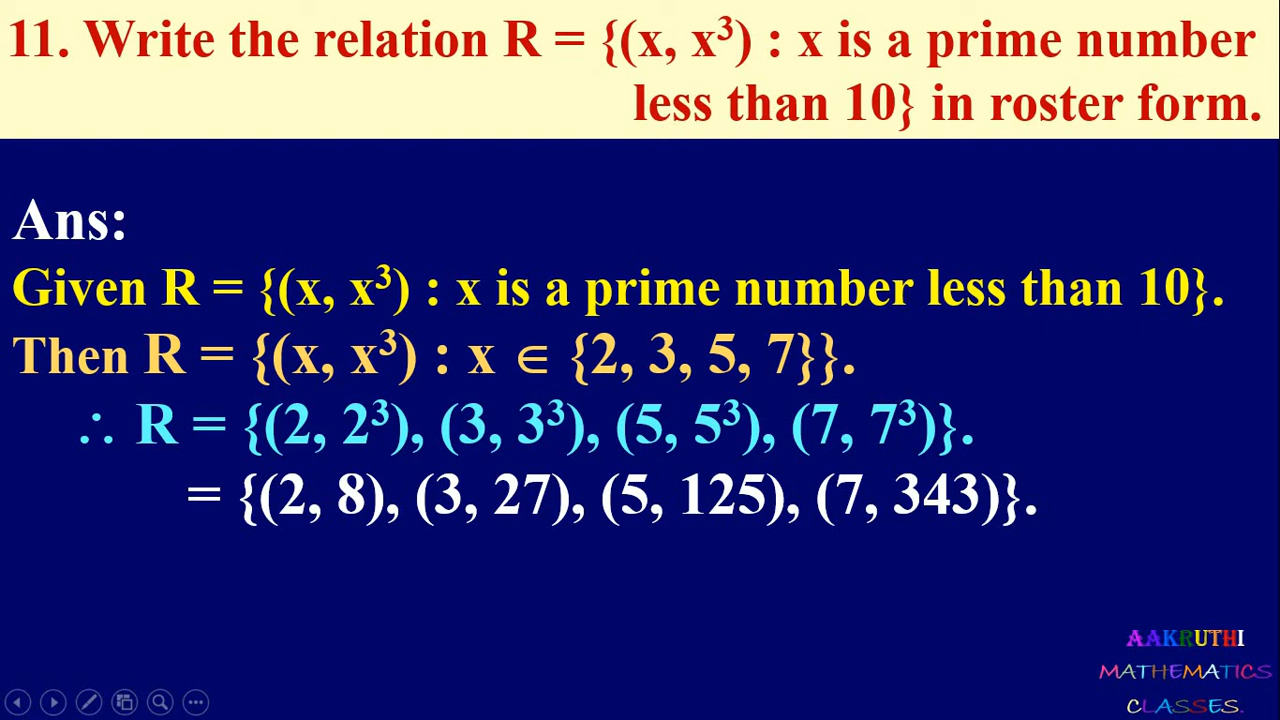 11. Write the relation R = {(x, x³) : x is a prime number
less than 10} in roster form.
Ans:
Given R = {(x, x³) : x is a prime number less than 10}.
Then R = {(x, x³) : x ∈ {2, 3, 5, 7}}.
∴ R = {(2, 2³), (3, 3³), (5, 5³), (7, 7³)}.
= {(2, 8), (3, 27), (5, 125), (7, 343)}.
AAKRUTHI
MATHEMATICS
CLASSES.